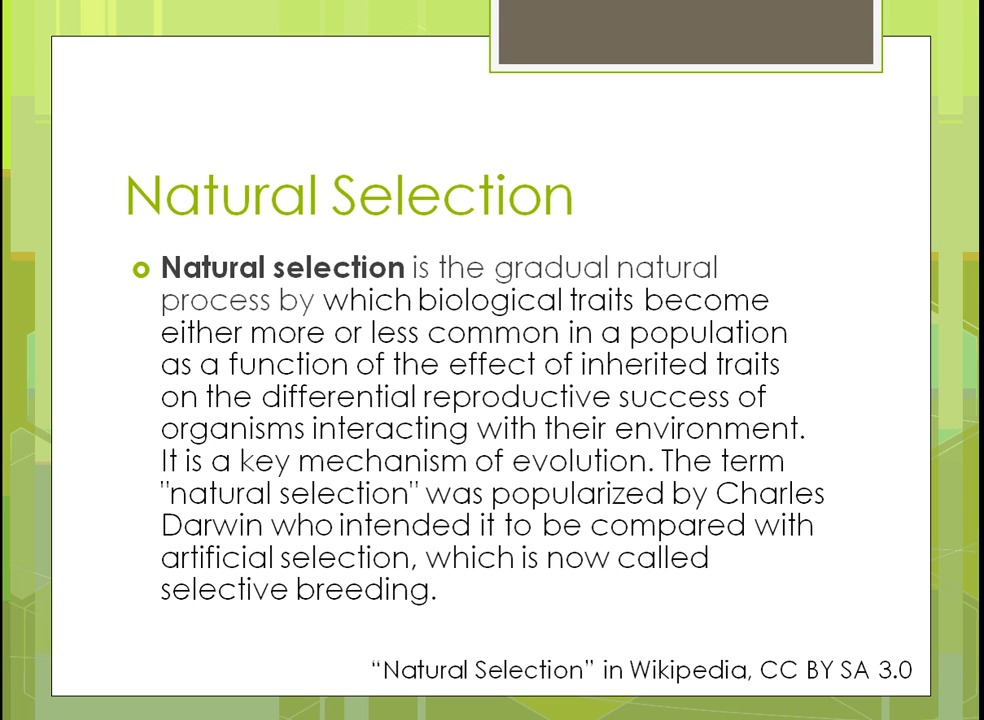 Natural Selection
Natural selection is the gradual natural
process by which biological traits become
either more or less common in a population
as a function of the effect of inherited traits
on the differential reproductive success of
organisms interacting with their environment.
It is a key mechanism of evolution. The term
"natural selection" was popularized by Charles
Darwin who intended it to be compared with
artificial selection, which is now called
selective breeding.
“Natural Selection” in Wikipedia, CC BY SA 3.0